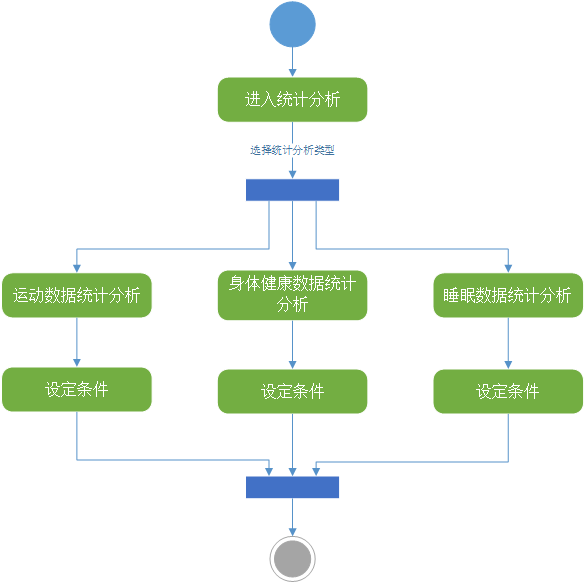 进入统计分析
选择统计分析类型
运动数据统计分析
身体健康数据统计
分析
睡眠数据统计分析
设定条件
设定条件
设定条件